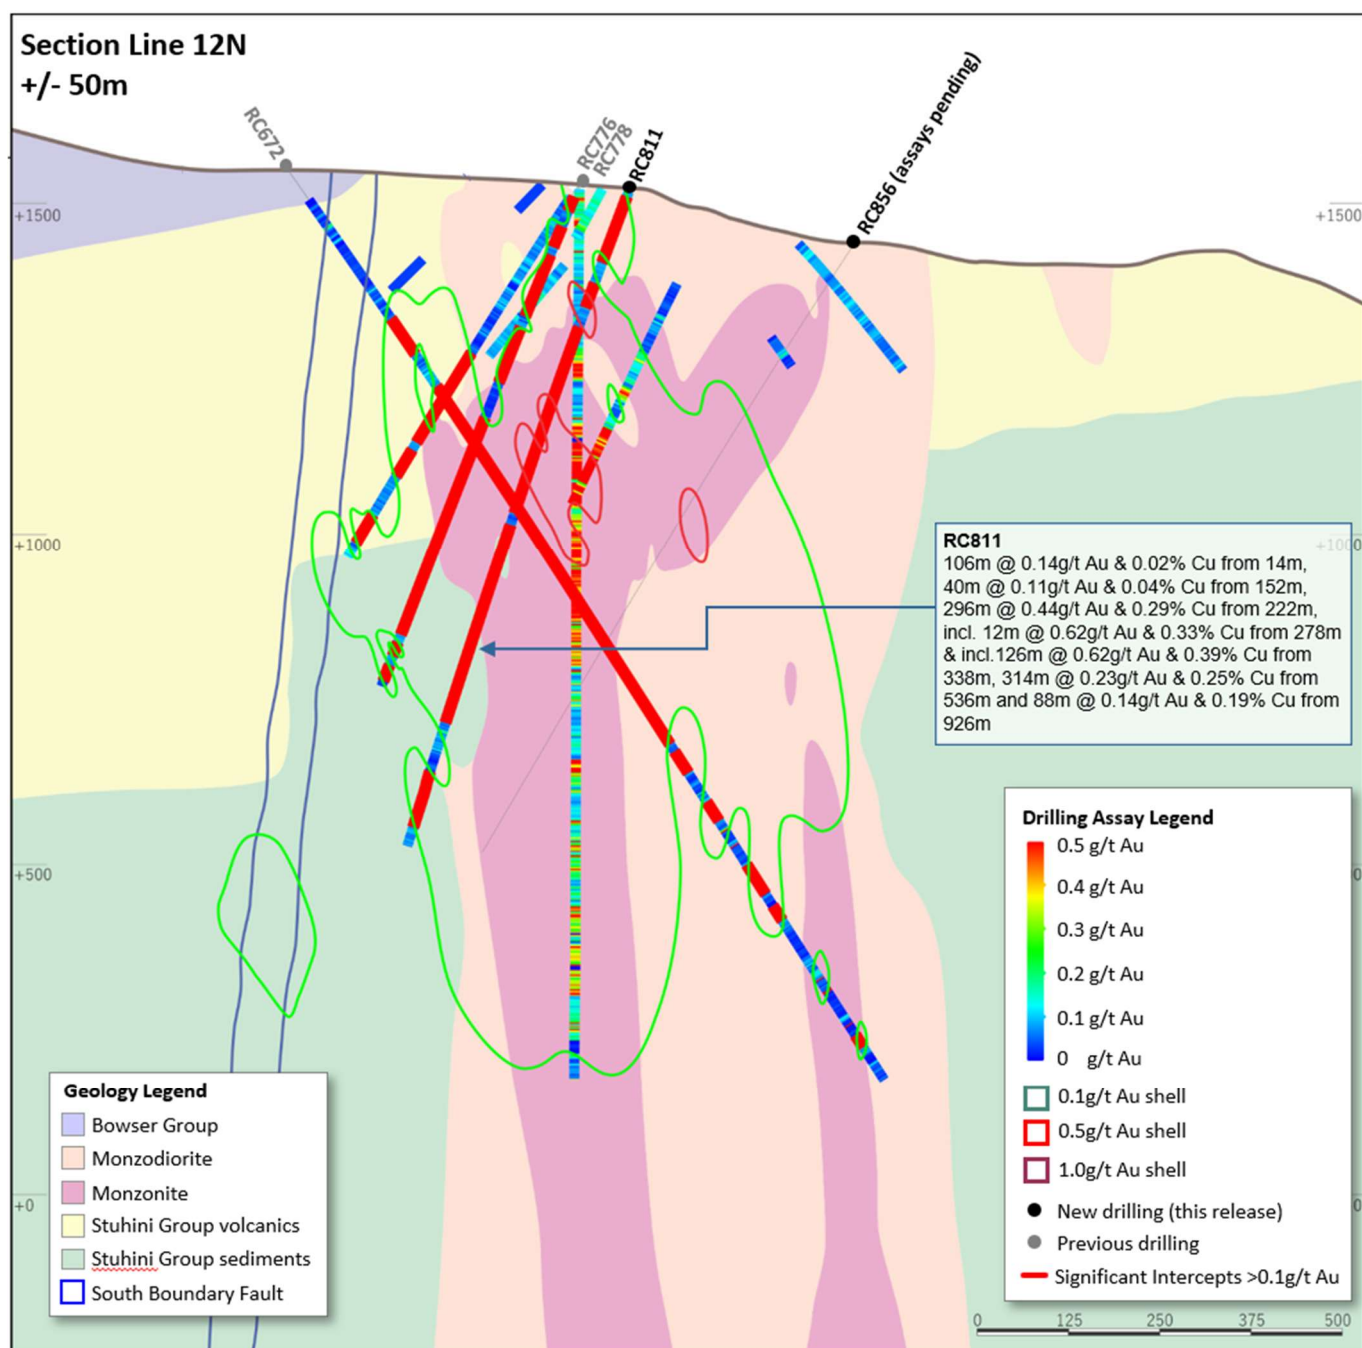 Section Line 12N
+/- 50m
RC672
RC776
RC778
RC811
RC856 (assays pending)
+1500
+1500
+1000
+1000
+500
0
+0
0
RC811
106m @ 0.14g/t Au & 0.02% Cu from 14m,
40m @ 0.11g/t Au & 0.04% Cu from 152m,
296m @ 0.44g/t Au & 0.29% Cu from 222m,
incl. 12m @ 0.62g/t Au & 0.33% Cu from 278m
& incl.126m @ 0.62g/t Au & 0.39% Cu from
338m, 314m @ 0.23g/t Au & 0.25% Cu from
536m and 88m @ 0.14g/t Au & 0.19% Cu from
926m
Drilling Assay Legend
0.5 g/t Au
0.4 g/t Au
0.3 g/t Au
0.2 g/t Au
0.1 g/t Au
0 g/t Au
0.1g/t Au shell
0.5g/t Au shell
1.0g/t Au shell
New drilling (this release)
Previous drilling
Significant Intercepts >0.1g/t Au
Geology Legend
Bowser Group
Monzodiorite
Monzonite
Stuhini Group volcanics
Stuhini Group sediments
South Boundary Fault
0 125 250 375 500